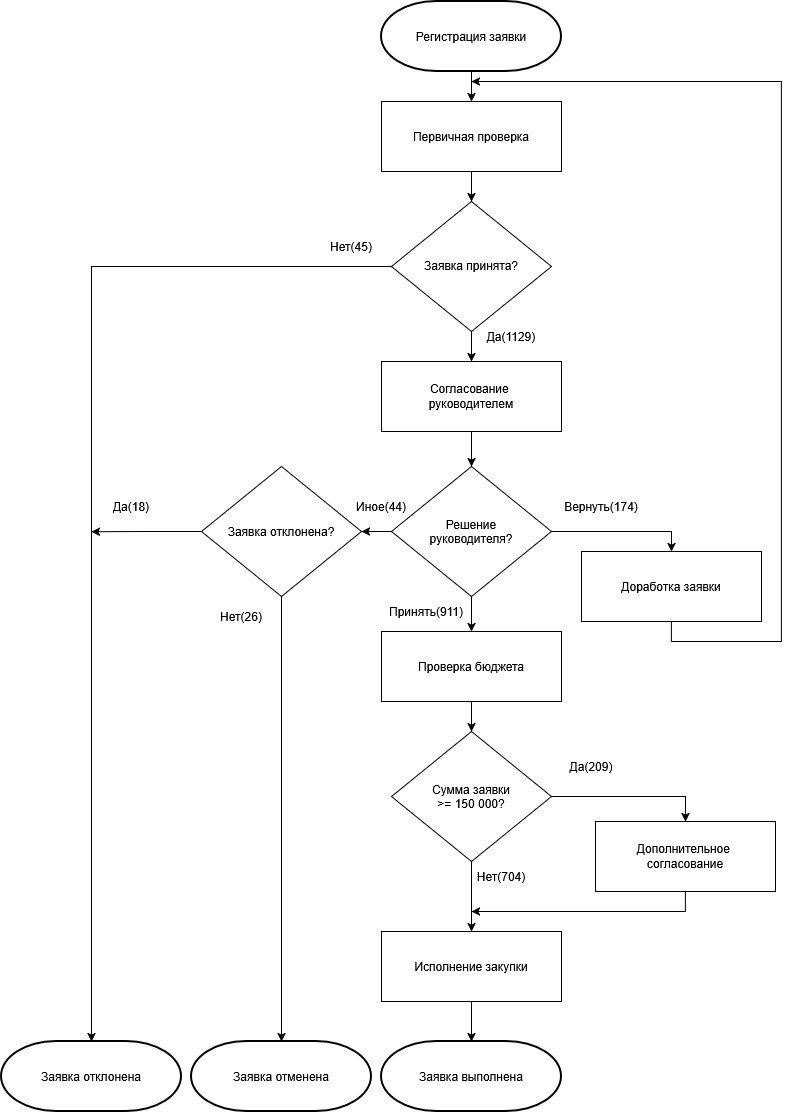 Регистрация заявки
Первичная проверка
Нет(45)
Заявка принята?
Да(1129)
Согласование
руководителем
Да(18)
Заявка отклонена?
Иное(44)
Решение
руководителя?
Вернуть(174)
Доработка заявки
Нет(26)
Принять(911)
Проверка бюджета
Сумма заявки
>= 150 000?
Да(209)
Дополнительное
согласование
Нет(704)
Исполнение закупки
Заявка отклонена
Заявка отменена
Заявка выполнена